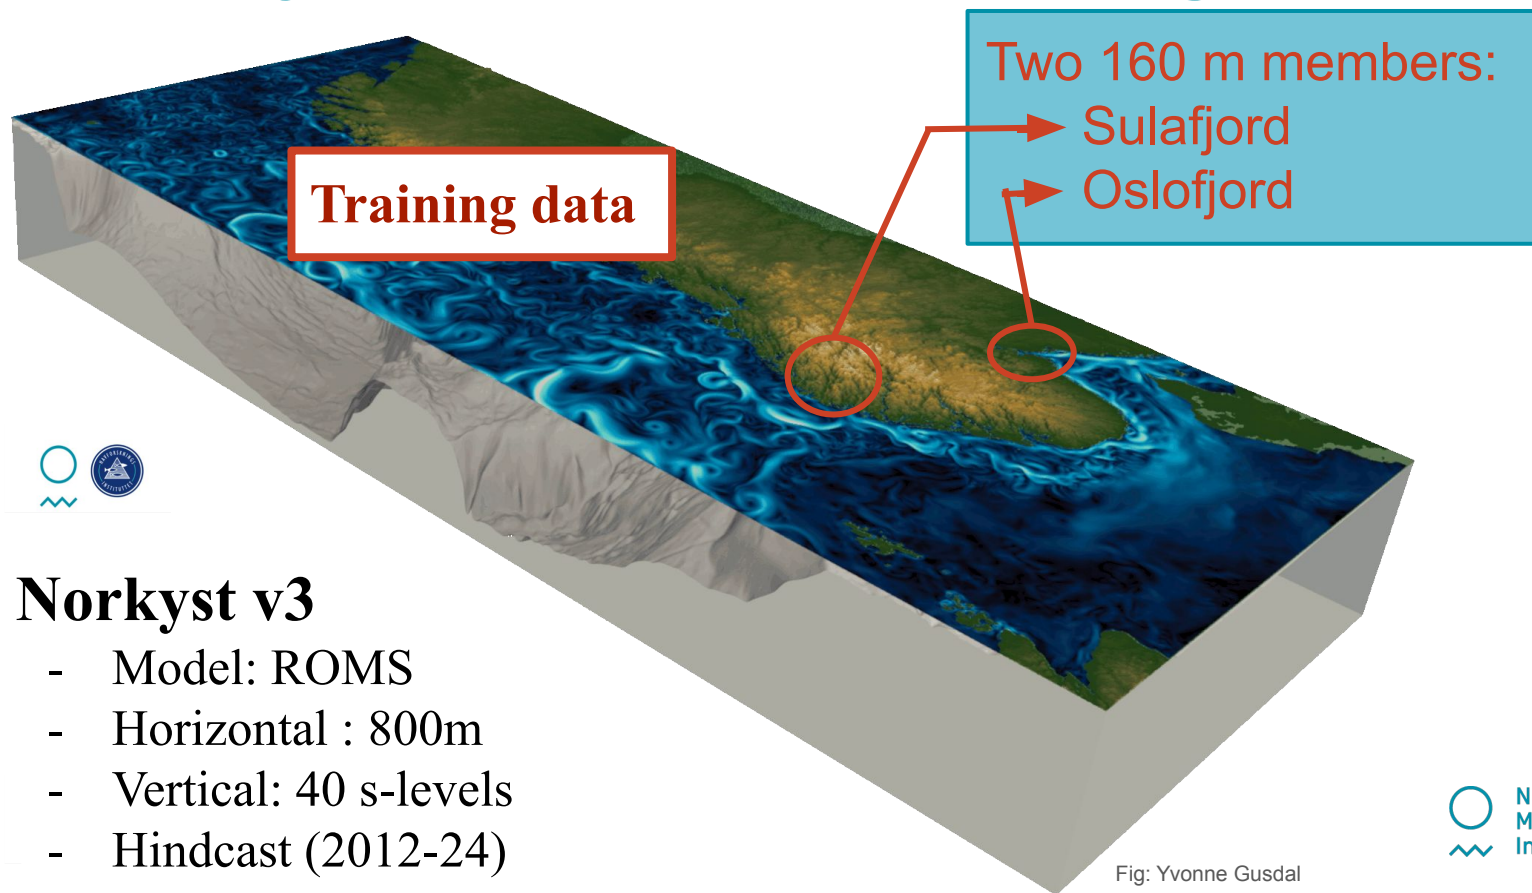 Two 160 m members:
Sulafjord
Oslofjord
Training data
Norkyst v3
- Model: ROMS
- Horizontal : 800m
- Vertical: 40 s-levels
- Hindcast (2012-24)
Fig: Yvonne Gusdal